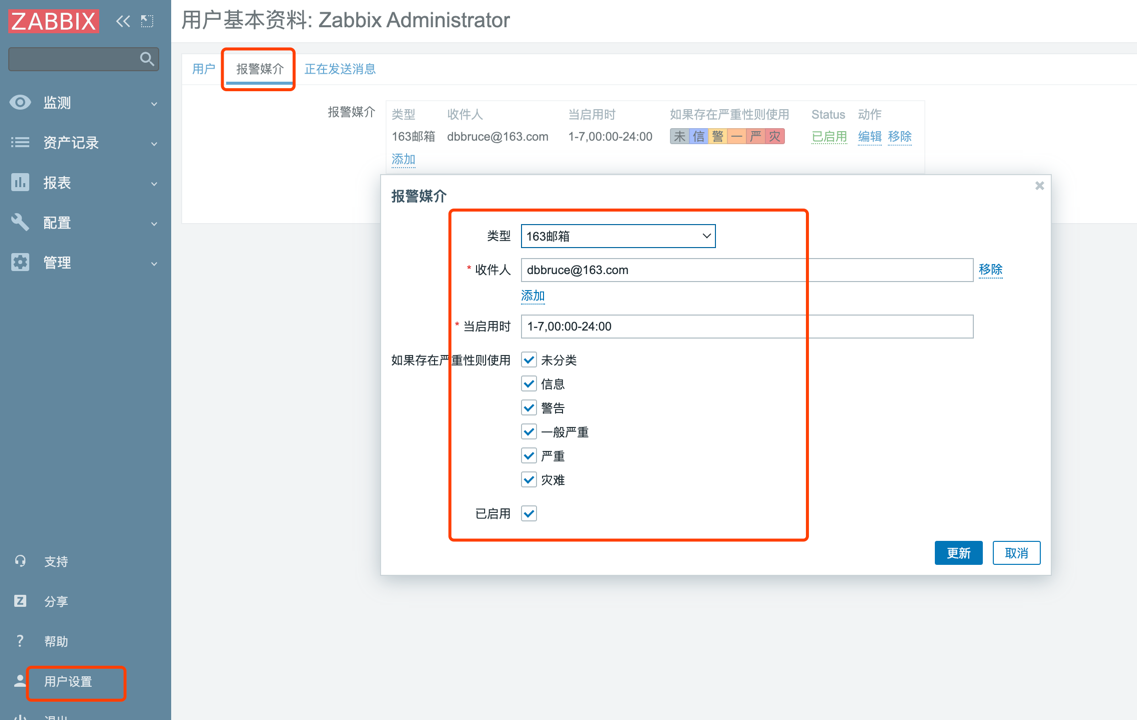 ZABBIX
用户基本资料: Zabbix Administrator
用户 报警媒介 正在发送消息
监测
资产记录
报表
配置
管理
支持
分享
帮助
用户设置
退出
报警媒介
类型 收件人 当启用时 如果存在严重性则使用 Status 动作
163邮箱 dbbruce@163.com 1-7,00:00-24:00 未 信 警 一 严 灾 已启用 编辑 移除
添加
报警媒介
类型 163邮箱
* 收件人 dbbruce@163.com 移除
添加
* 当启用时 1-7,00:00-24:00
如果存在严重性则使用 未分类
信息
警告
一般严重
严重
灾难
已启用
更新 取消